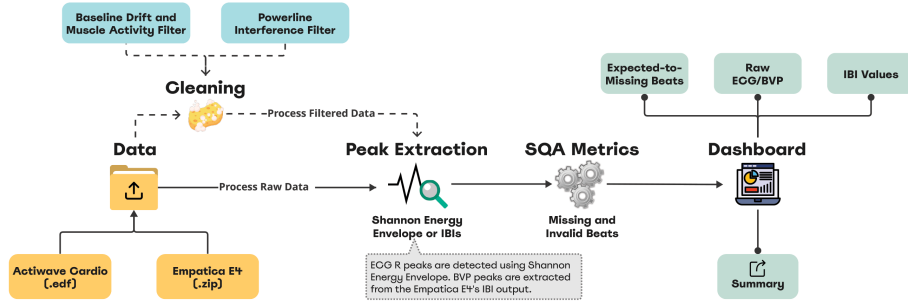 Baseline Drift and
Muscle Activity Filter
Powerline
Interference Filter
Cleaning
Process Filtered Data
Expected-to-
Missing Beats
Raw
ECG/BVP
IBI Values
Data
Peak Extraction
SQA Metrics
Dashboard
Process Raw Data
Shannon Energy
Envelope or IBIs
Missing and
Invalid Beats
Actiwave Cardio
(.edf)
Empatica E4
(.zip)
ECG R peaks are detected using Shannon
Energy Envelope. BVP peaks are extracted
from the Empatica E4's IBI output.
Summary